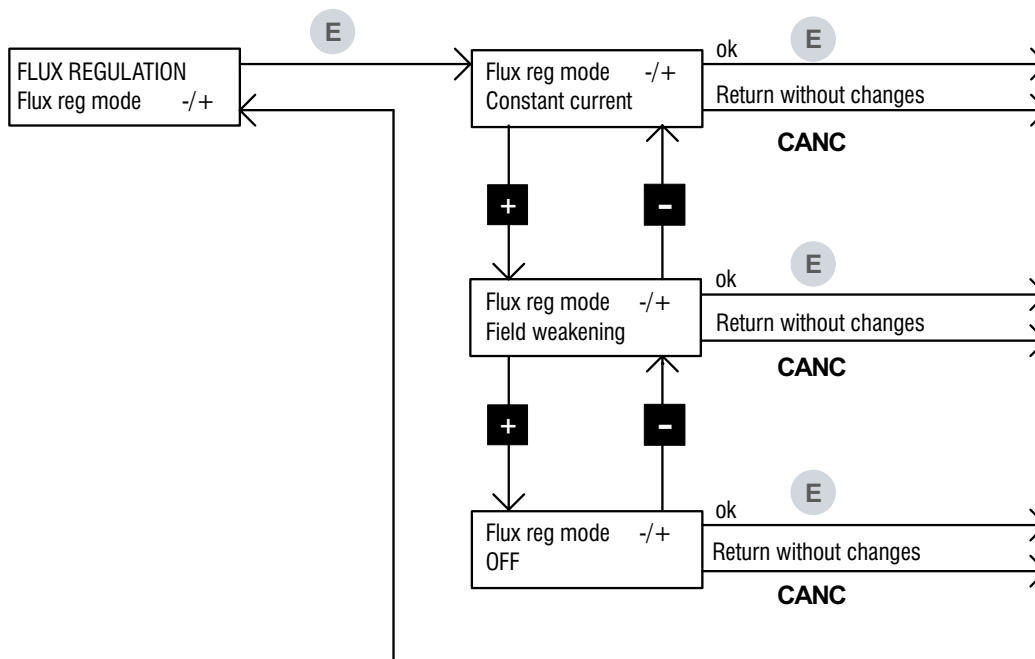 E
FLUX REGULATION
Flux reg mode -/+
Flux reg mode -/+
Constant current
ok
E
Return without changes
CANC
+
-
Flux reg mode -/+
Field weakening
ok
E
Return without changes
CANC
+
-
Flux reg mode -/+
OFF
ok
E
Return without changes
CANC